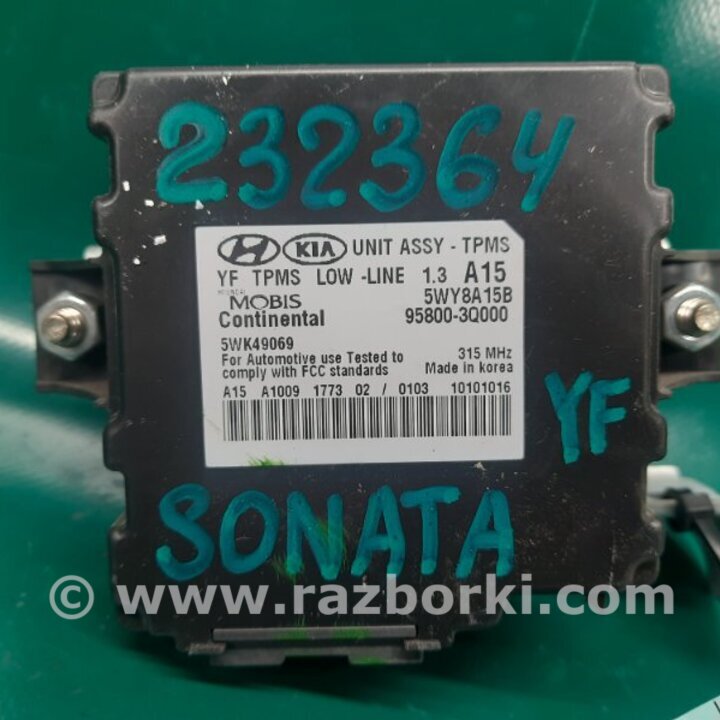 232364
KIA UNIT ASSY - TPMS
YF TPMS LOW -LINE 1.3 A15
HYUNDAI
MOBIS 5WY8A15B
Continental 95800-3Q000
5WK49069
For Automotive use Tested to 315 MHz
comply with FCC standards Made in korea
A15 A1009 1773 02 / 0103 10101016
YF
SONATA
© www.razborki.com